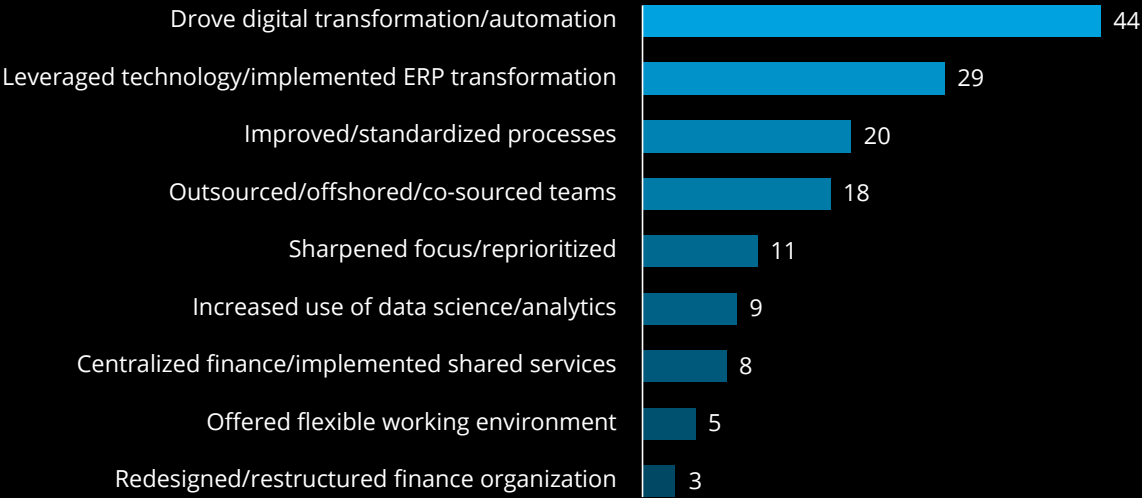 Drove digital transformation/automation 44
Leveraged technology/implemented ERP transformation 29
Improved/standardized processes 20
Outsourced/offshored/co-sourced teams 18
Sharpened focus/reprioritized 11
Increased use of data science/analytics 9
Centralized finance/implemented shared services 8
Offered flexible working environment 5
Redesigned/restructured finance organization 3